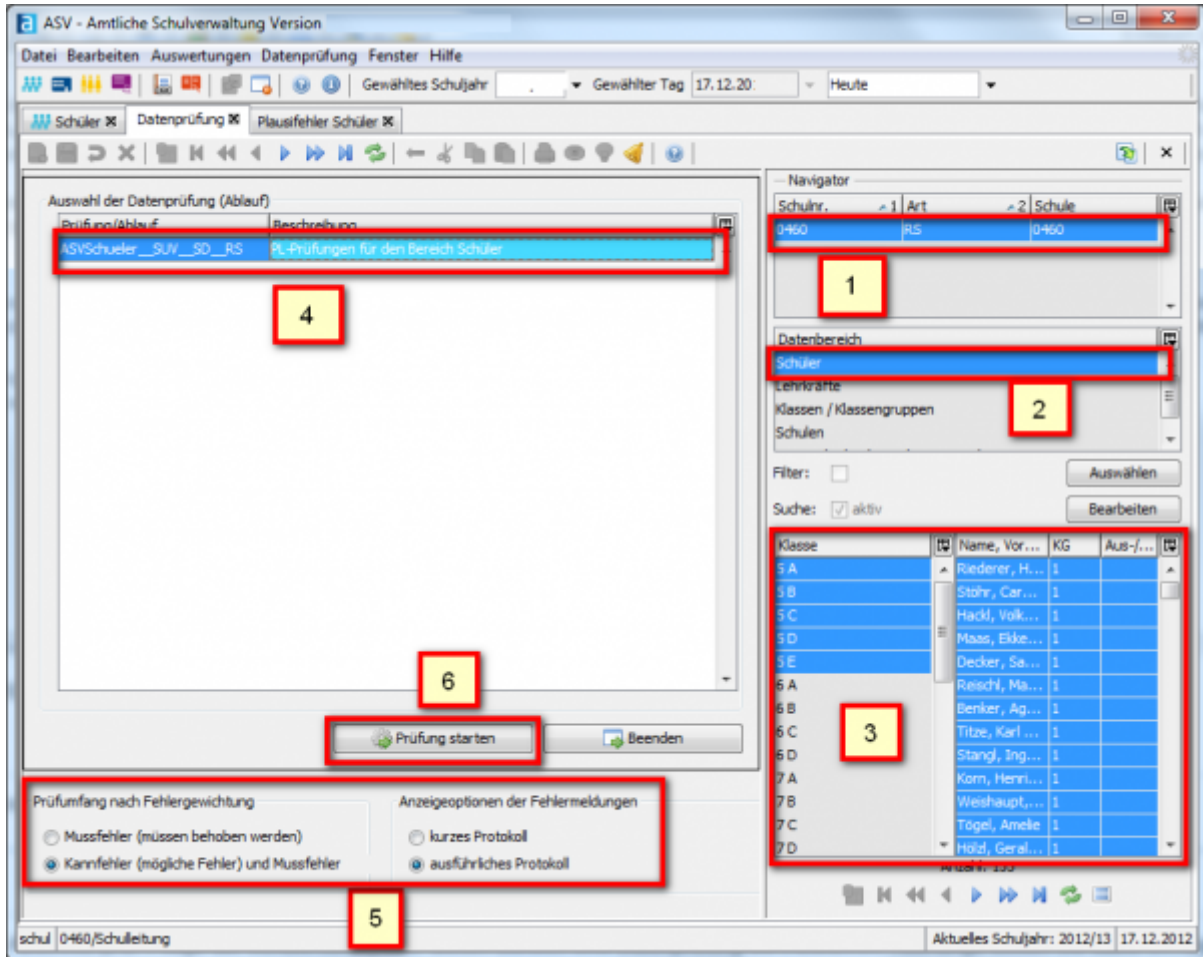 ASV - Amtliche Schulverwaltung Version
Datei Bearbeiten Auswertungen Datenprüfung Fenster Hilfe
Gewähltes Schuljahr . Gewählter Tag 17.12.20 Heute
Schüler Datenprüfung Plausifehler Schüler
Auswahl der Datenprüfung (Ablauf)
Prüfung/Ablauf Beschreibung
ASVSchueler__SUV__SD__RS PL-Prüfungen für den Bereich Schüler
4
6
Prüfung starten Beenden
Prüfumfang nach Fehlergewichtung
Mussfehler (müssen behoben werden)
Kannfehler (mögliche Fehler) und Mussfehler
Anzeigeoptionen der Fehlermeldungen
kurzes Protokoll
ausführliches Protokoll
5
Navigator
Schulnr. 1 Art 2 Schule
0460 RS 0460
1
Datenbereich
Schüler
Lehrkräfte
Klassen / Klassengruppen
Schulen
2
Filter: Auswählen
Suche: aktiv Bearbeiten
Klasse Name, Vor... KG Aus-/...
5 A Riederer, H... 1
5 B Stöhr, Car... 1
5 C Hackl, Volk... 1
5 D Maas, Ekke... 1
5 E Decker, Sa... 1
6 A Reischl, Ma... 1
6 B Benker, Ag... 1
6 C Titze, Karl ... 1
6 D Stangl, Ing... 1
7 A Korn, Henri... 1
7 B Weishaupt,... 1
7 C Tögel, Amelie 1
7 D Hölzl, Geral... 1
3
schul 0460/Schulleitung Aktuelles Schuljahr: 2012/13 17.12.2012